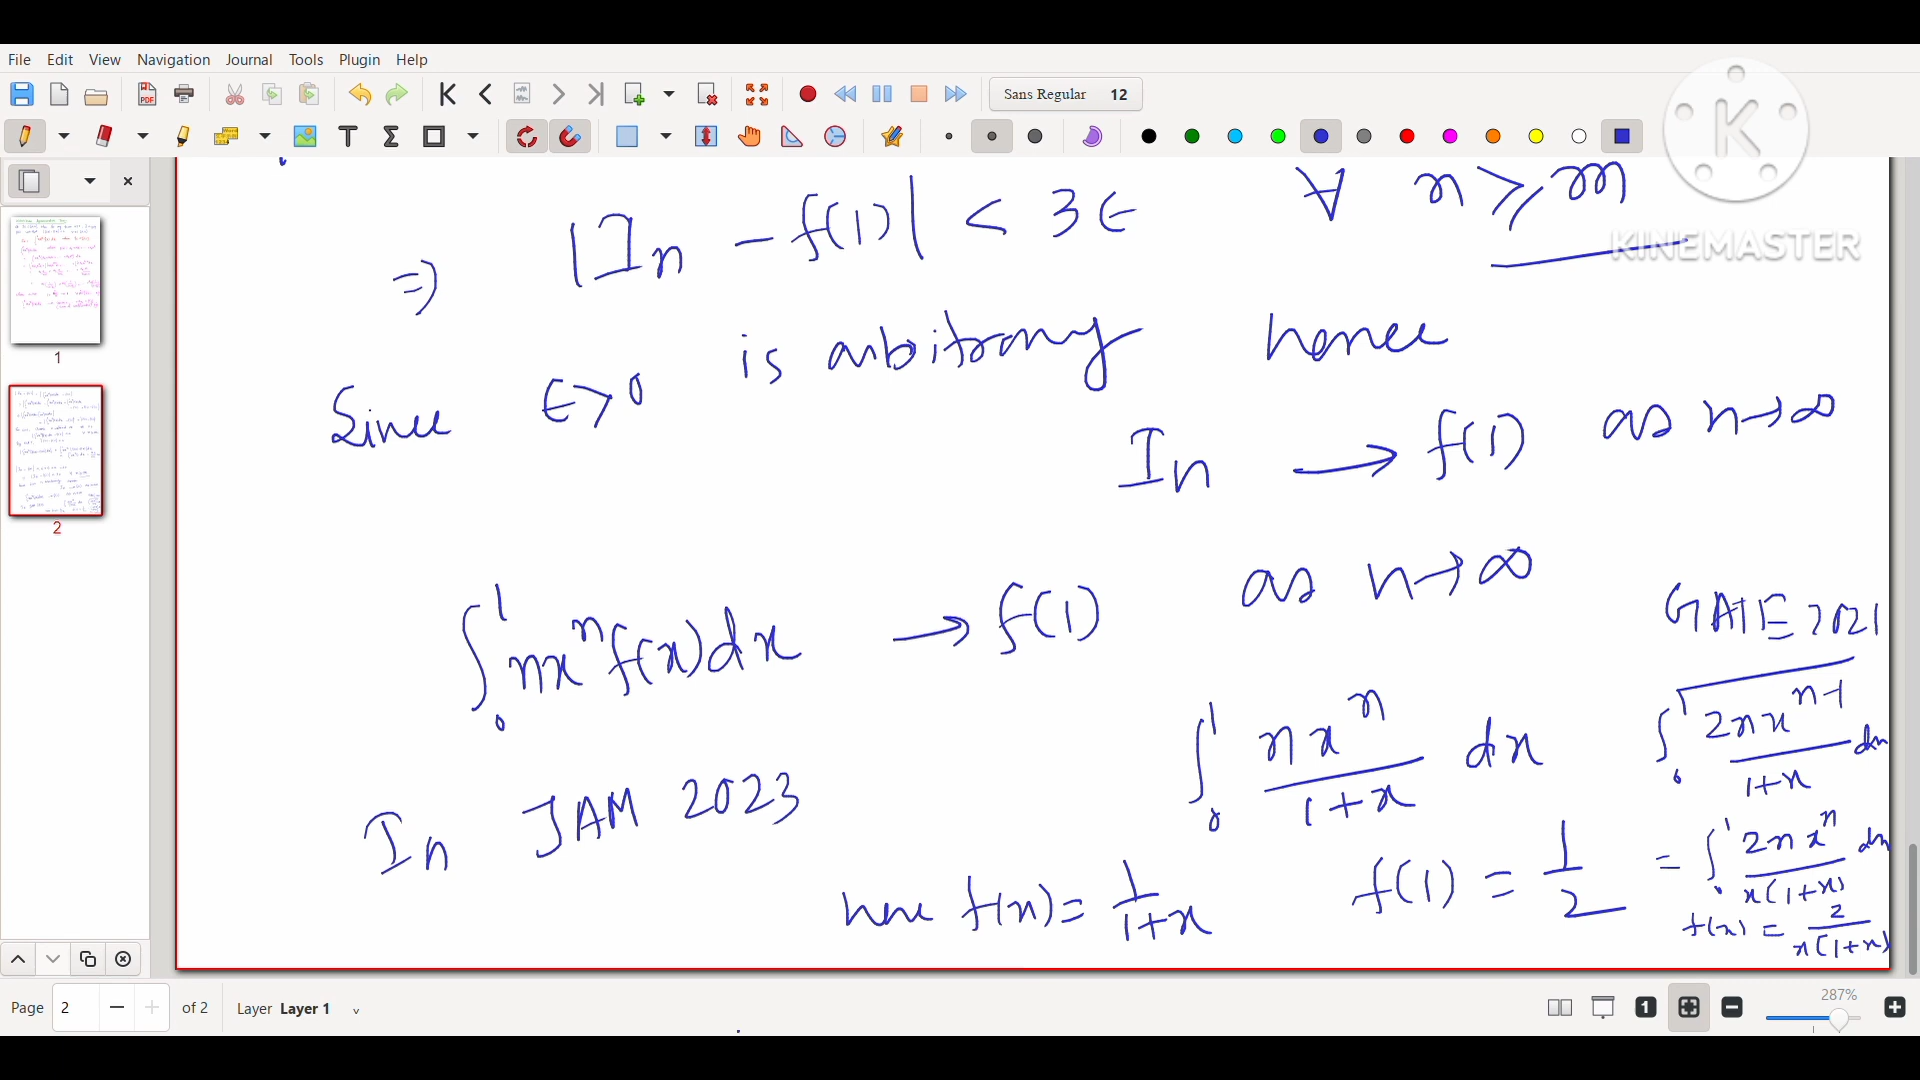 File Edit View Navigation Journal Tools Plugin Help
Sans Regular 12
K
KINEMASTER
⇒ |Iₙ - f(1)| < 3ϵ ∀ n ≥ m
Since ϵ > 0 is arbitrary hence
Iₙ → f(1) as n → ∞
∫₀¹ nxⁿ f(x) dx → f(1) as n → ∞
GATE 2021
In JAM 2023 ∫₀¹ nxⁿ/(1+x) dx
∫₀¹ 2nxⁿ⁻¹/(1+x) dx
= ∫₀¹ 2nxⁿ/(x(1+x)) dx
here f(x) = 1/(1+x) f(1) = 1/2
f(x) = 2/(x(1+x))
1
2
Page 2 of 2 Layer Layer 1
287%